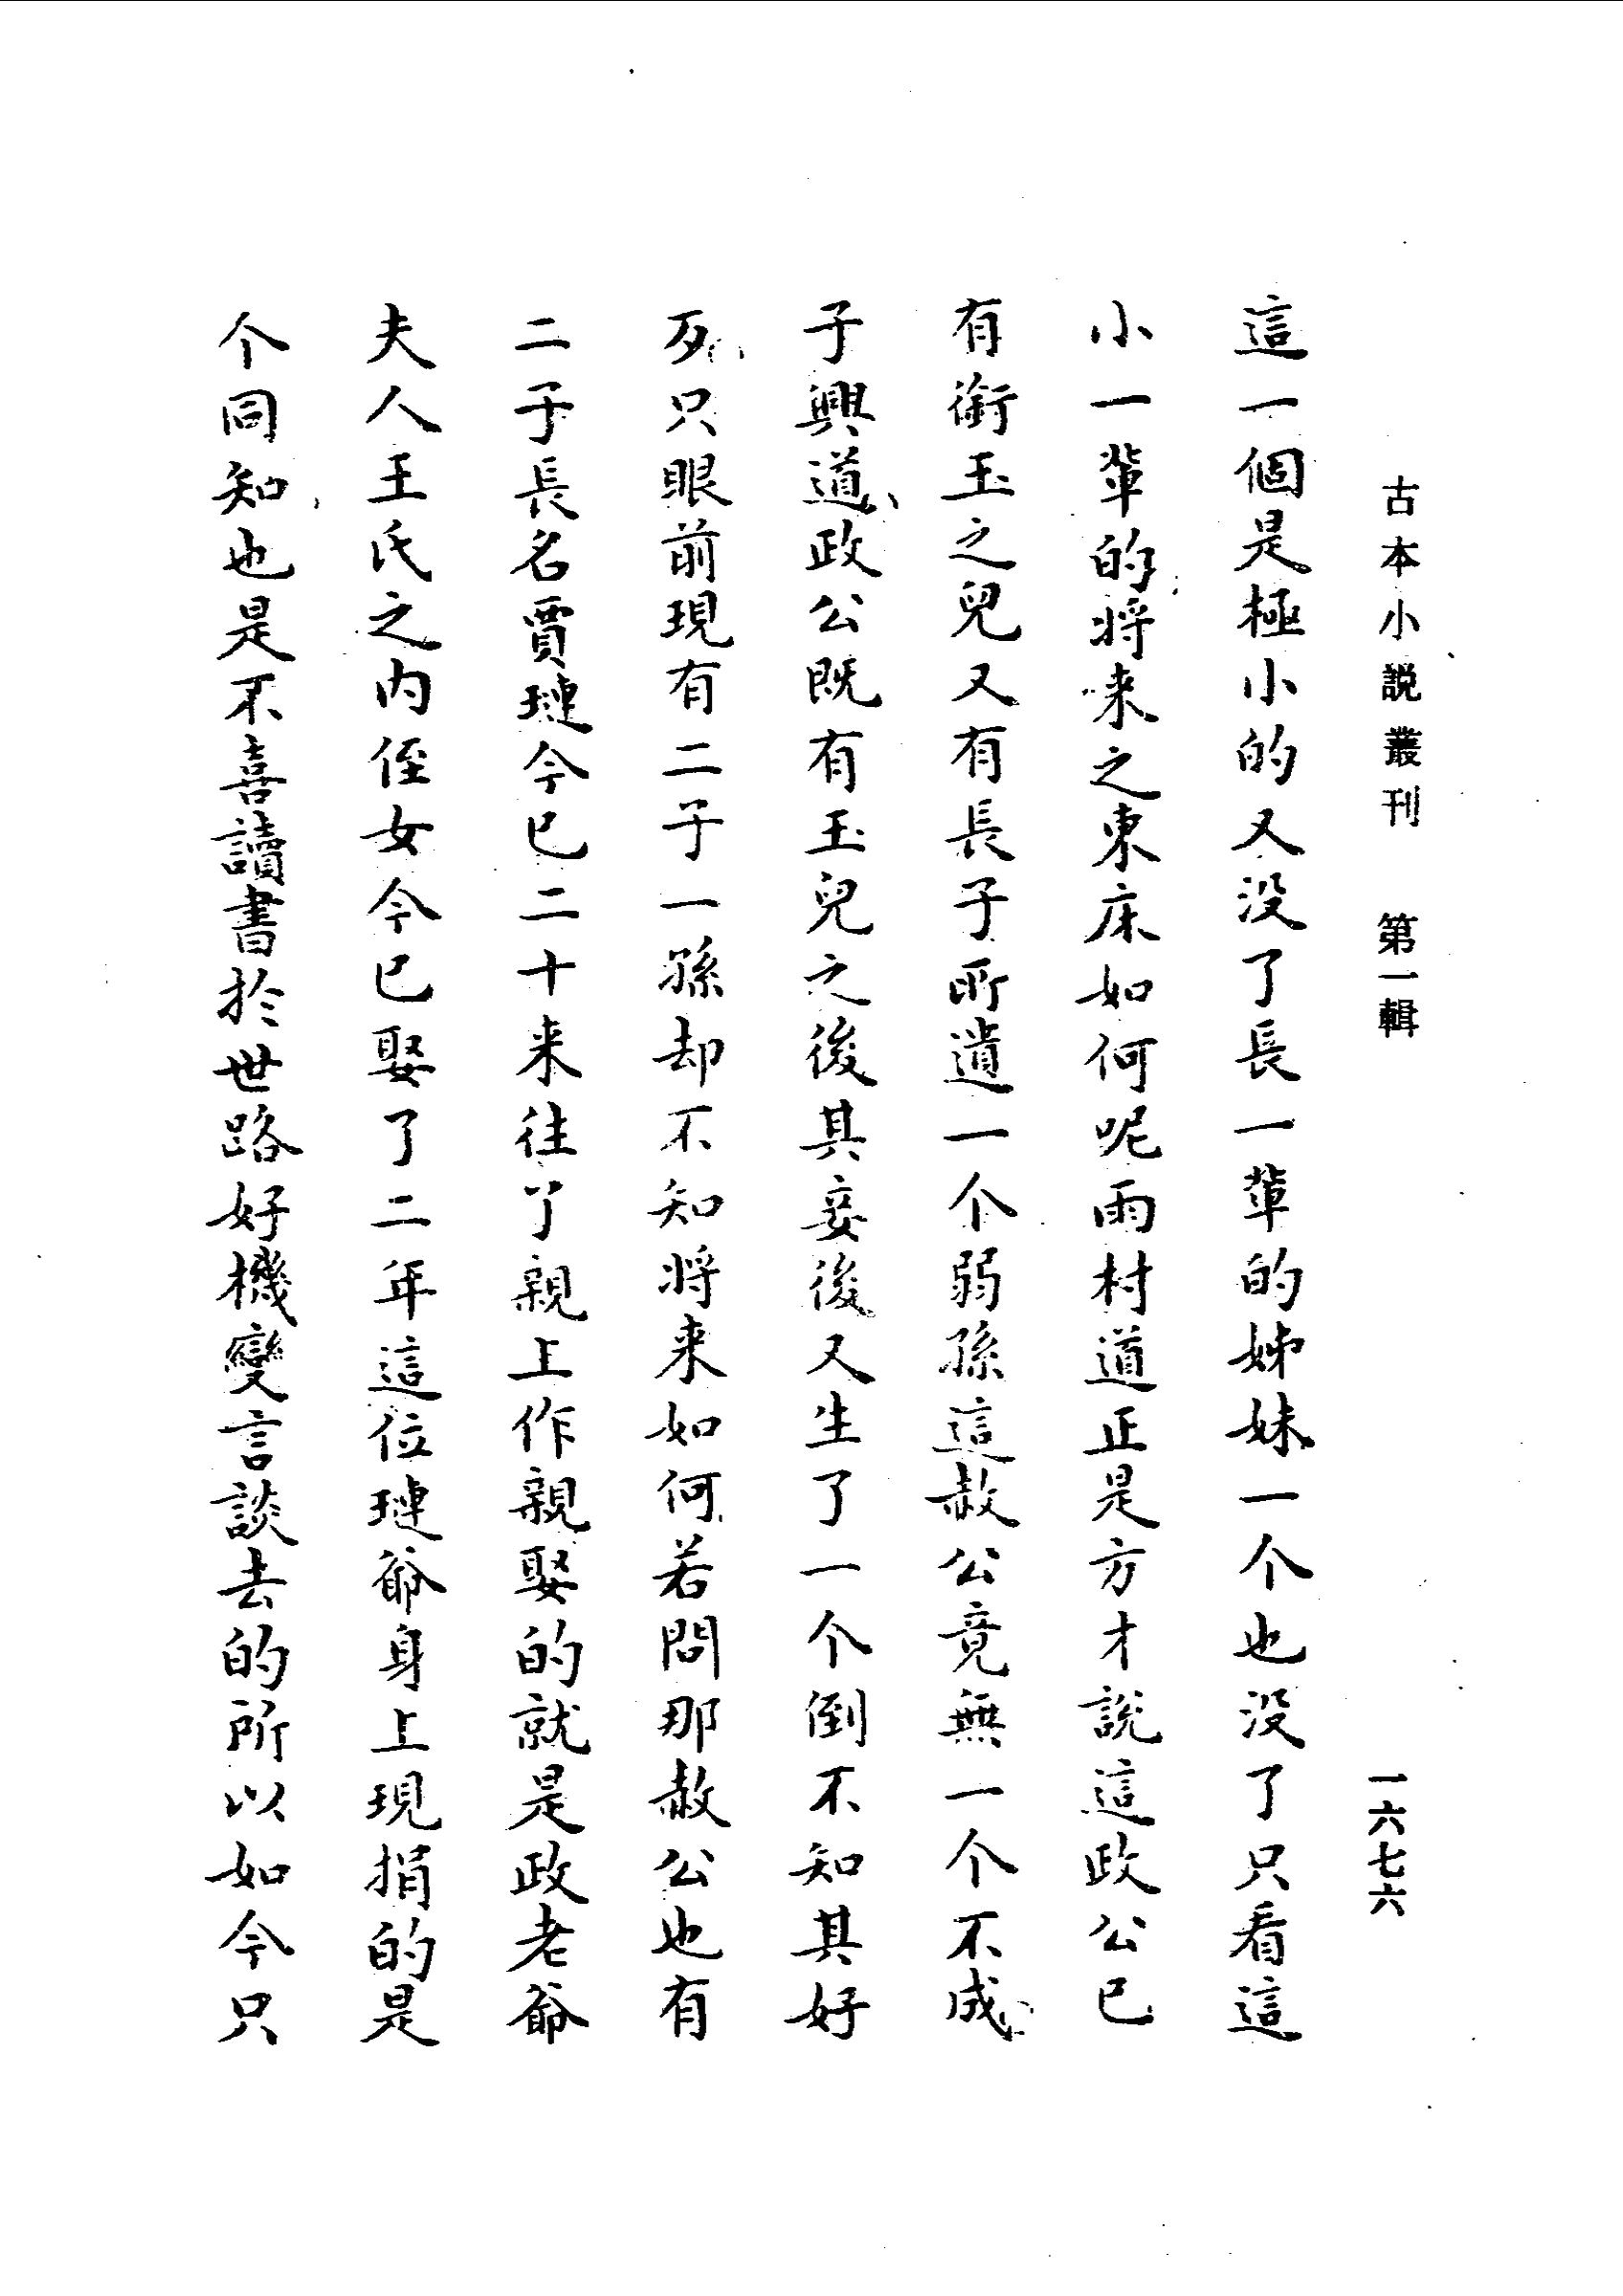 古本小説叢刊 第一輯 一六七六
這一個是極小的又没了長一輩的姊妹一个也没了只看這
小一輩的将来之東床如何呢雨村道正是方才説這政公已
有銜玉之兒又有長子所遺一个弱孫這赦公竟無一个不成
子興道政公既有玉兒之後其妾後又生了一个倒不知其好
歹只眼前現有二子一孫却不知将来如何若問那赦公也有
二子長名賈璉今已二十来往了親上作親娶的就是政老爺
夫人王氏之内侄女今已娶了二年這位璉爺身上現捐的是
个同知也是不喜讀書於世路好機變言談去的所以如今只